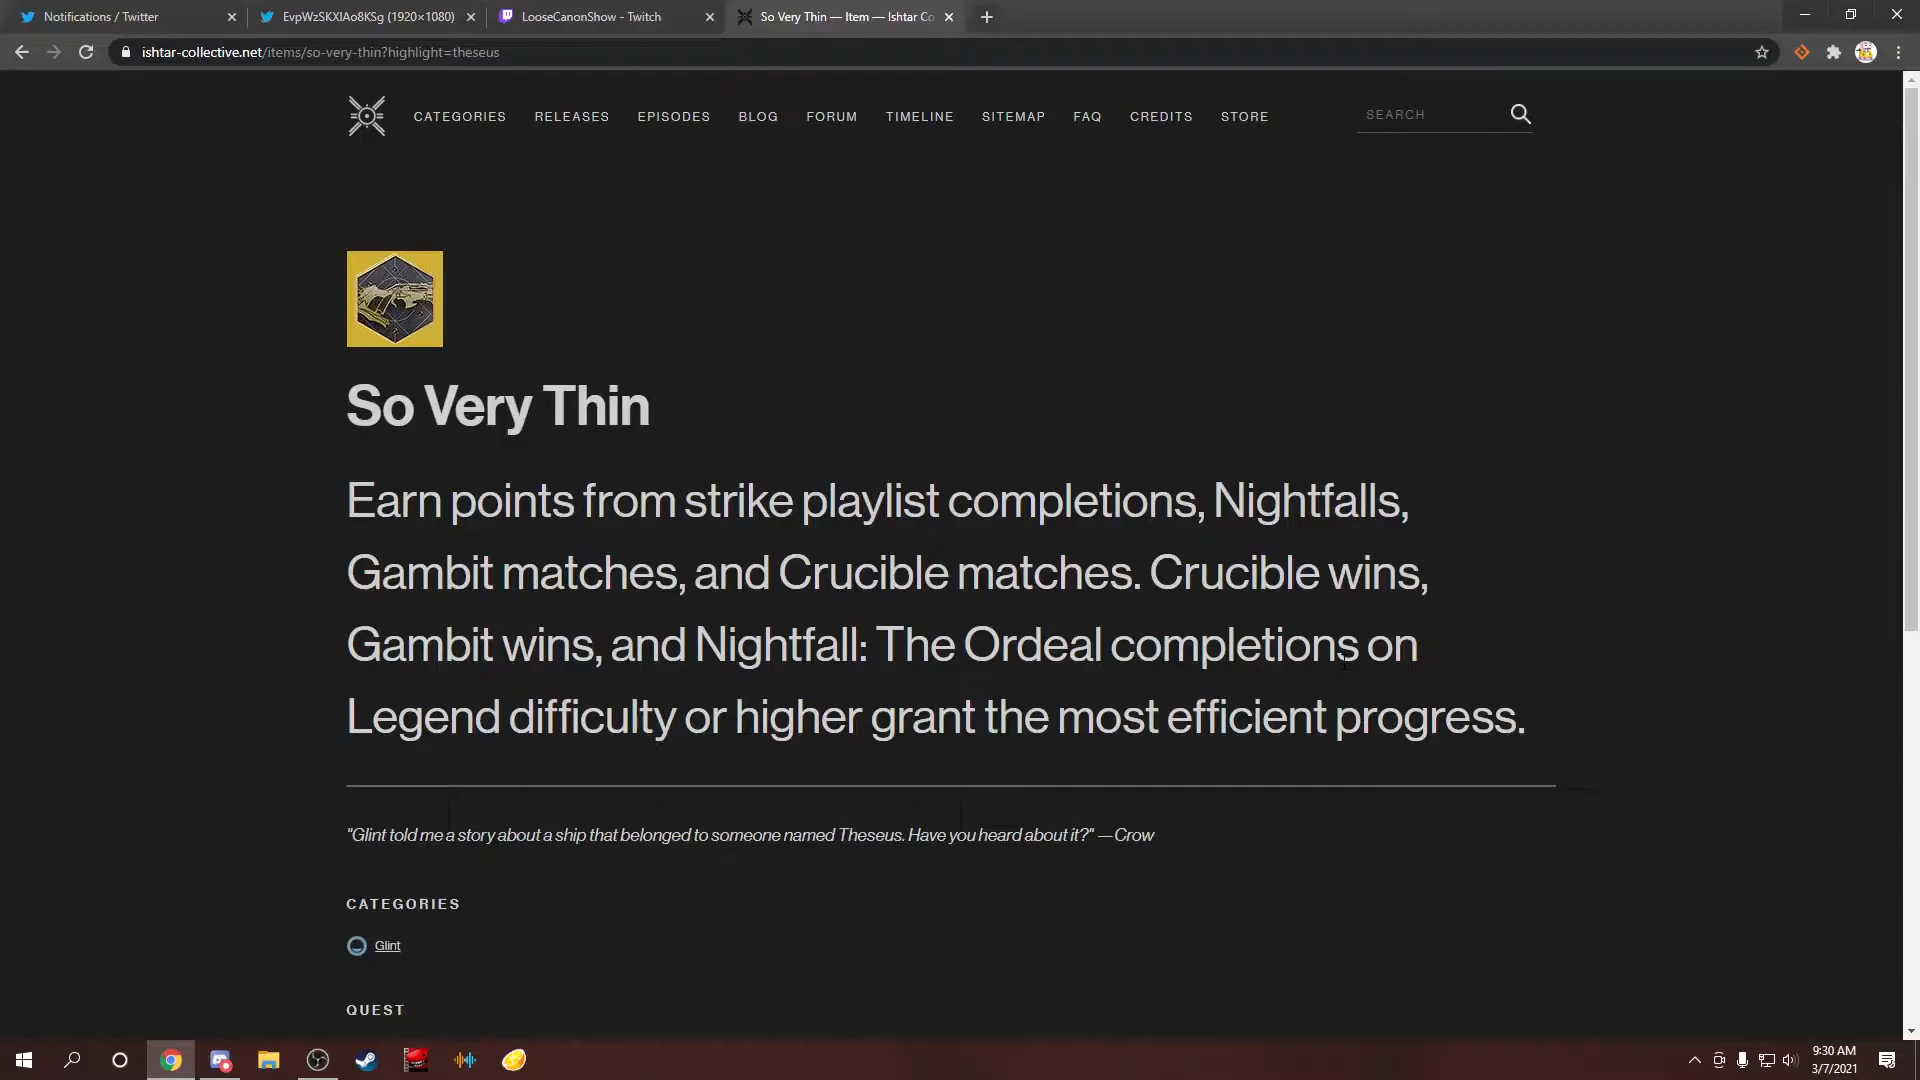 Notifications / Twitter
EvpWzSKXIAo8KSg (1920×1080)
LooseCanonShow - Twitch
So Very Thin — Item — Ishtar Co
ishtar-collective.net/items/so-very-thin?highlight=theseus
CATEGORIES RELEASES EPISODES BLOG FORUM TIMELINE SITEMAP FAQ CREDITS STORE SEARCH
So Very Thin
Earn points from strike playlist completions, Nightfalls,
Gambit matches, and Crucible matches. Crucible wins,
Gambit wins, and Nightfall: The Ordeal completions on
Legend difficulty or higher grant the most efficient progress.
"Glint told me a story about a ship that belonged to someone named Theseus. Have you heard about it?" —Crow
CATEGORIES
Glint
QUEST
9:30 AM
3/7/2021